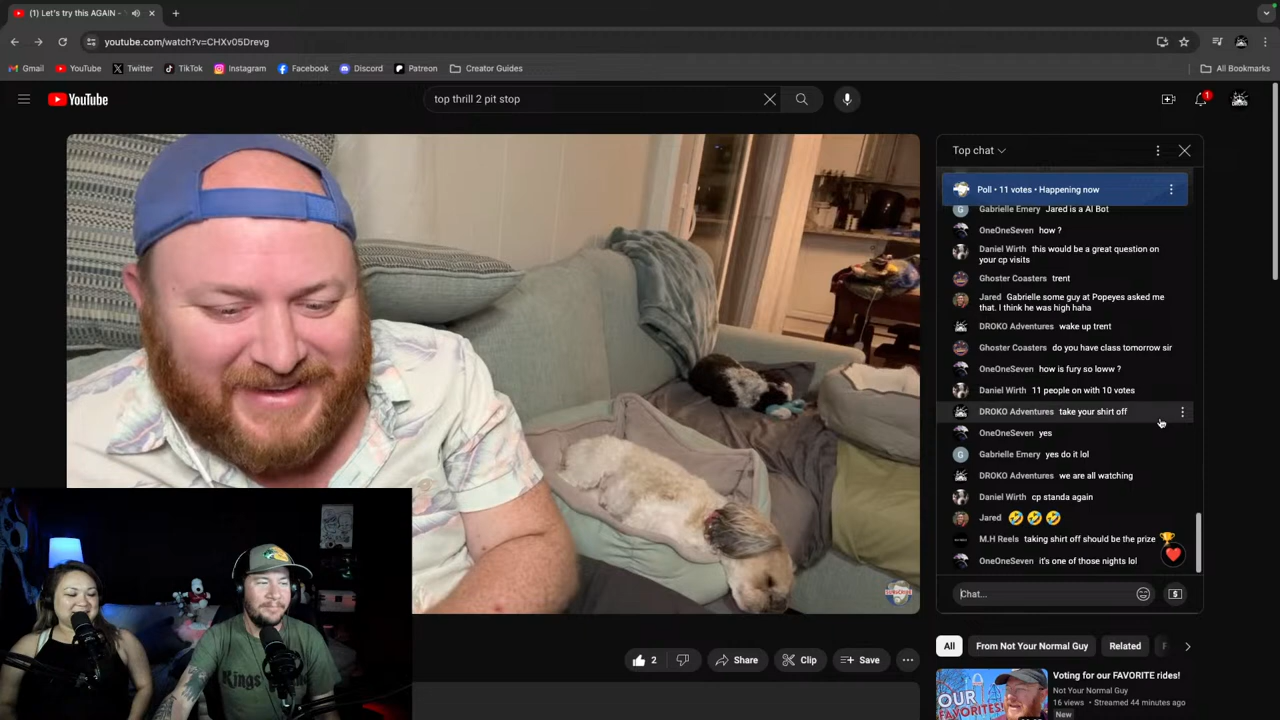 (1) Let's try this AGAIN -
youtube.com/watch?v=CHXv05Drevg
Gmail YouTube Twitter TikTok Instagram Facebook Discord Patreon Creator Guides All Bookmarks
YouTube
top thrill 2 pit stop
1
Top chat
Poll • 11 votes • Happening now
G Gabrielle Emery Jared is a AI Bot
OneOneSeven how ?
Daniel Wirth this would be a great question on
your cp visits
Ghoster Coasters trent
Jared Gabrielle some guy at Popeyes asked me
that. I think he was high haha
DROKO Adventures wake up trent
Ghoster Coasters do you have class tomorrow sir
OneOneSeven how is fury so loww ?
Daniel Wirth 11 people on with 10 votes
DROKO Adventures take your shirt off
OneOneSeven yes
G Gabrielle Emery yes do it lol
DROKO Adventures we are all watching
Daniel Wirth cp standa again
Jared 🤣🤣🤣
M.H Reels taking shirt off should be the prize 🏆
OneOneSeven it's one of those nights lol
Chat...
2 Share Clip Save
All From Not Your Normal Guy Related F
OUR
FAVORITES!
Voting for our FAVORITE rides!
Not Your Normal Guy
16 views • Streamed 44 minutes ago
New
Kings